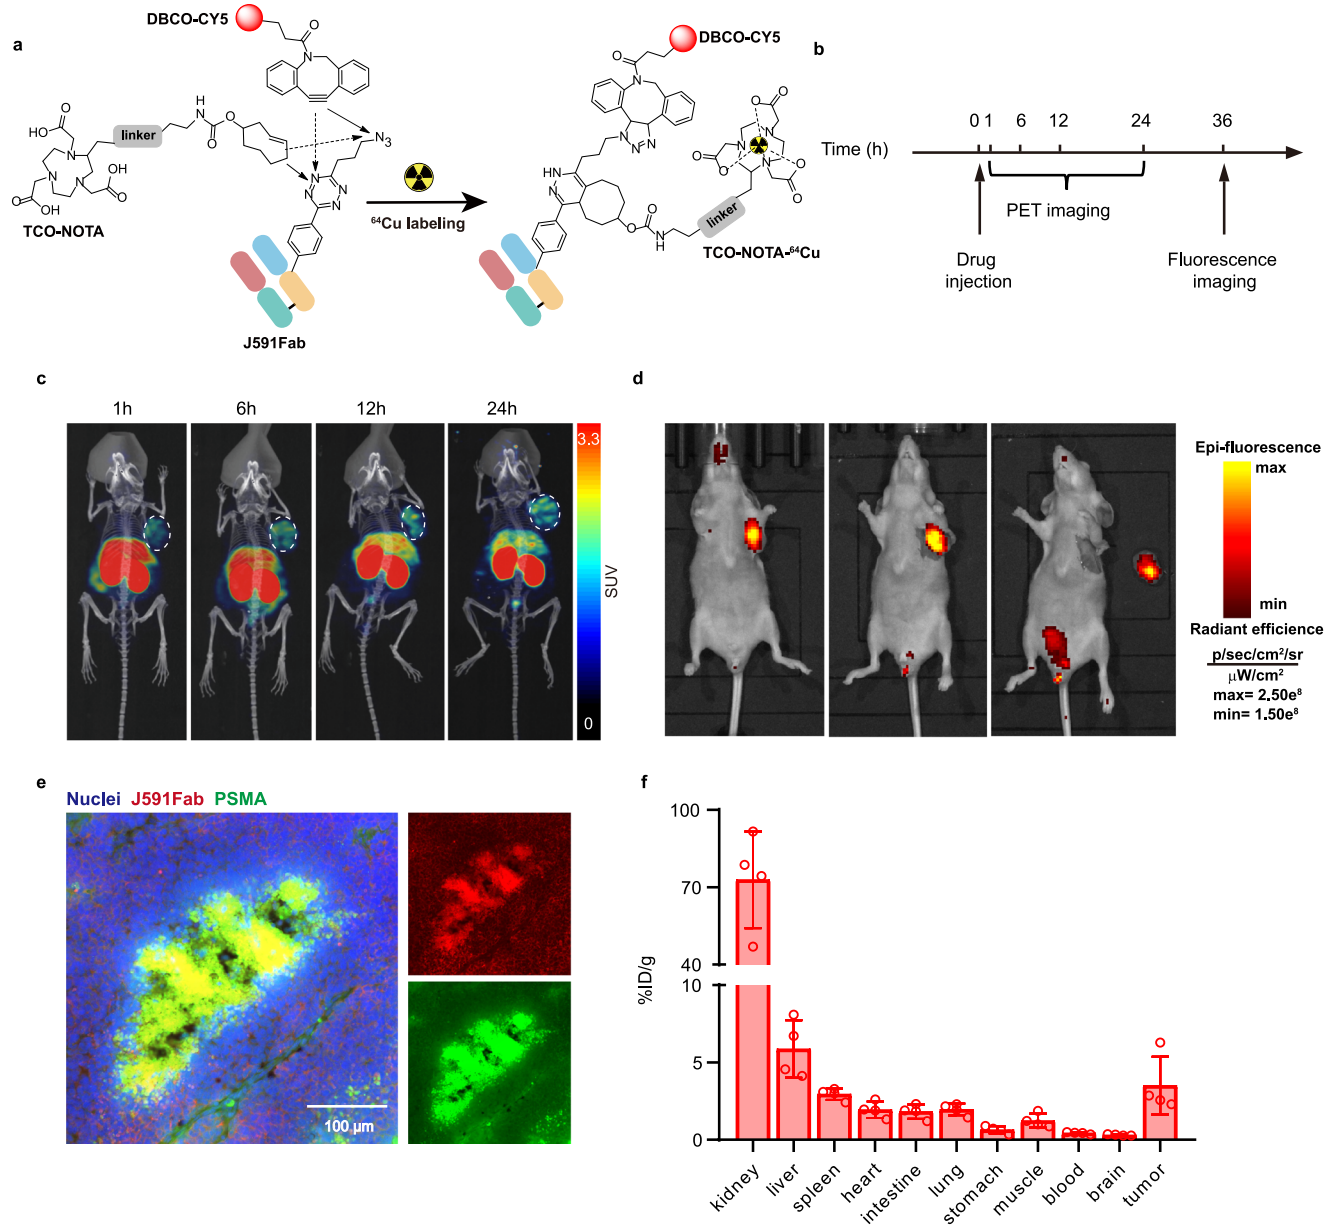 a
DBCO-CY5
O
N
H
N
O
O
linker
O
HO
N
N
N
OH
O
O
OH
TCO-NOTA
N3
N
N
N
N
64Cu labeling
J591Fab
DBCO-CY5
O
N
N
N
N
HN
N
O
O
N
H
linker
O
O
N
N
N
O
O
O
O
TCO-NOTA-64Cu
b
0 1 6 12 24 36
Time (h)
PET imaging
Drug
injection
Fluorescence
imaging
c
1h 6h 12h 24h
3.3
SUV
0
d
Epi-fluorescence
max
min
Radiant efficience
p/sec/cm²/sr
μW/cm²
max= 2.50e⁸
min= 1.50e⁸
e
Nuclei J591Fab PSMA
100 μm
f
100
70
40
10
5
0
%ID/g
kidney
liver
spleen
heart
intestine
lung
stomach
muscle
blood
brain
tumor